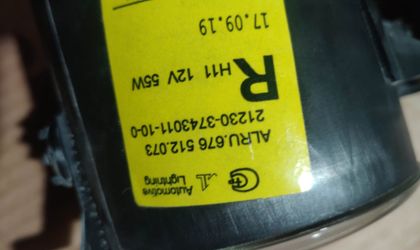 Automotive
Lighting
ALRU.676 512.073
21230-3743011-10-0
R H11 12V 55W
17.09.19